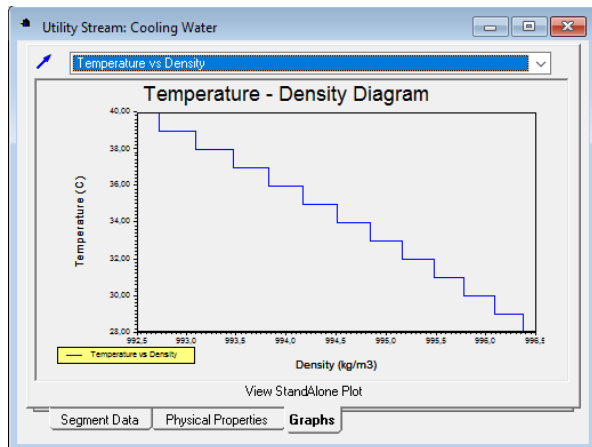 Utility Stream: Cooling Water
Temperature vs Density
Temperature - Density Diagram
40,00
38,00
36,00
34,00
32,00
30,00
28,00
Temperature (C)
992,5 993,0 993,5 994,0 994,5 995,0 995,5 996,0 996,5
Temperature vs Density
Density (kg/m3)
View StandAlone Plot
Segment Data Physical Properties Graphs